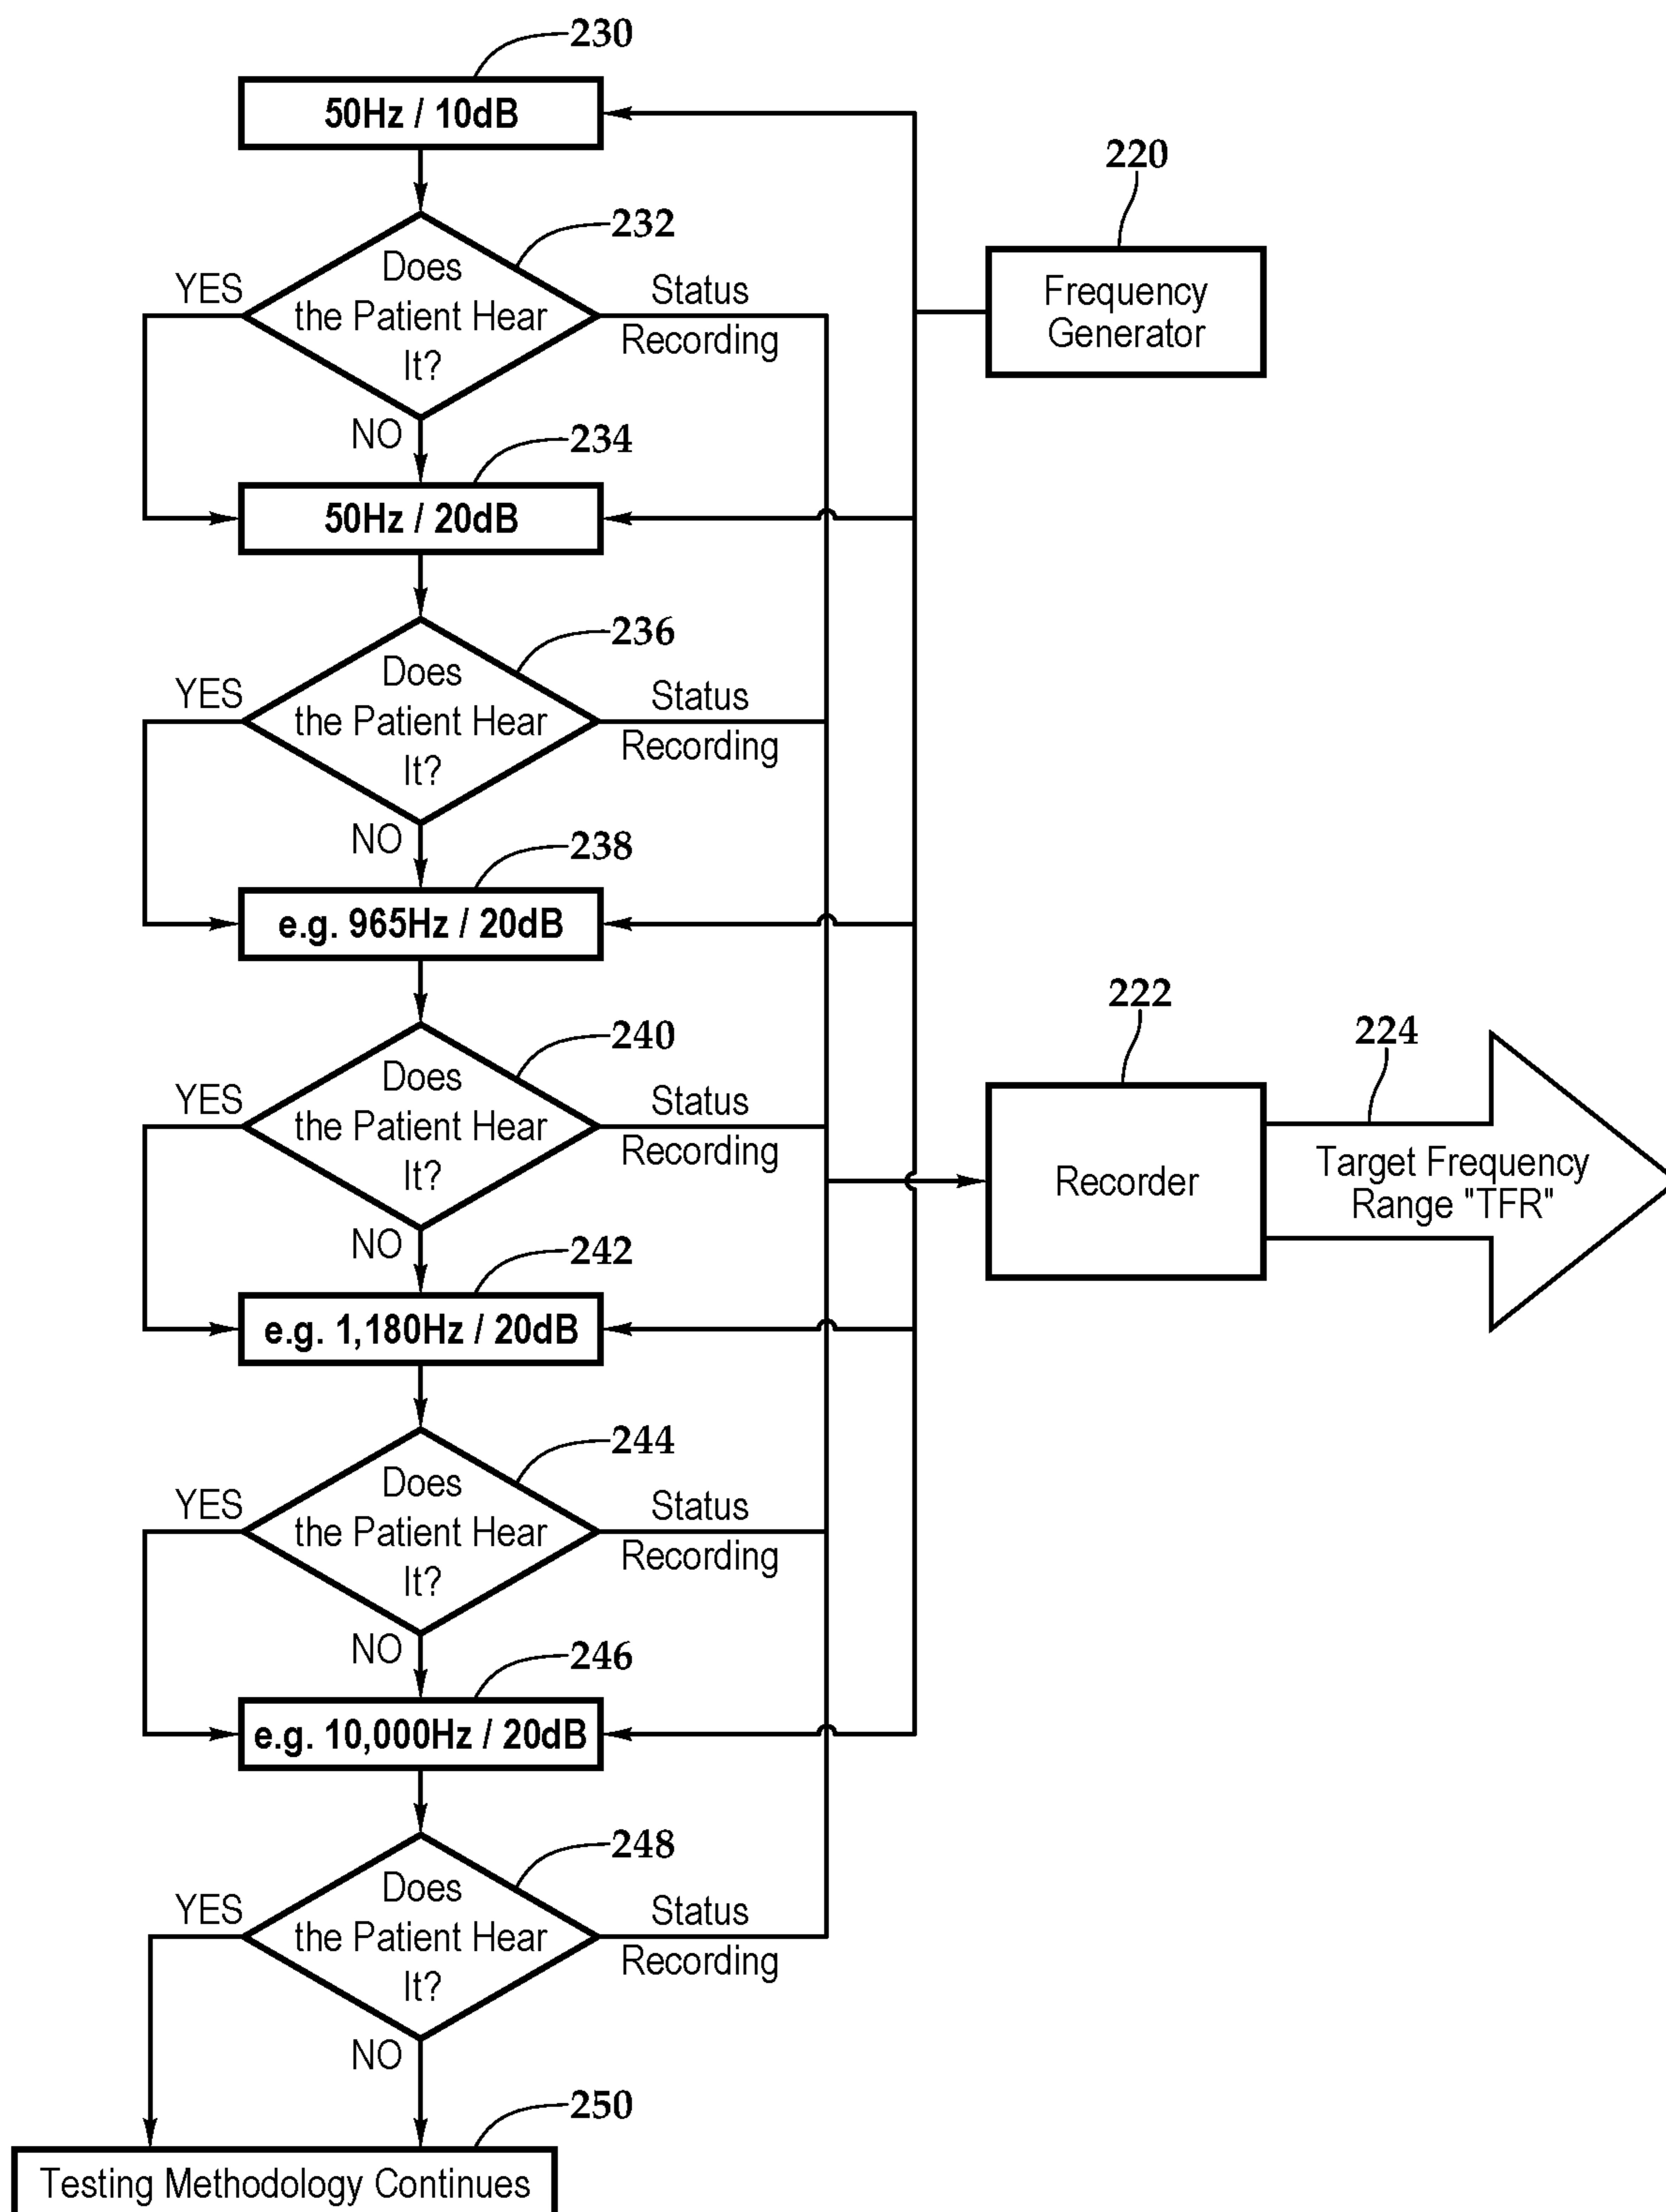 230
50Hz / 10dB
220
232
Does
the Patient Hear
It?
YES
Status
Recording
Frequency
Generator
NO
234
50Hz / 20dB
236
Does
the Patient Hear
It?
YES
Status
Recording
NO
238
e.g. 965Hz / 20dB
222
224
240
Does
the Patient Hear
It?
YES
Status
Recording
Recorder
Target Frequency
Range "TFR"
NO
242
e.g. 1,180Hz / 20dB
244
Does
the Patient Hear
It?
YES
Status
Recording
NO
246
e.g. 10,000Hz / 20dB
248
Does
the Patient Hear
It?
YES
Status
Recording
NO
250
Testing Methodology Continues